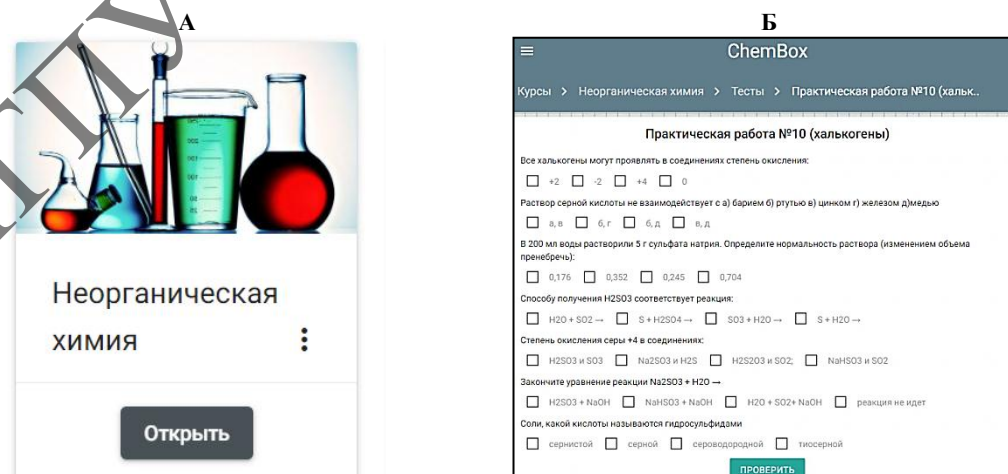 А
Неорганическая
химия
Открыть
Б
ChemBox
Курсы > Неорганическая химия > Тесты > Практическая работа №10 (хальк..
Практическая работа №10 (халькогены)
Все халькогены могут проявлять в соединениях степень окисления:
+2 -2 +4 0
Раствор серной кислоты не взаимодействует с а) барием б) ртутью в) цинком г) железом д)медью
а, в б, г б, д в, д
В 200 мл воды растворили 5 г сульфата натрия. Определите нормальность раствора (изменением объема
пренебречь):
0,176 0,352 0,245 0,704
Способу получения H2SO3 соответствует реакция:
H2O + SO2 → S + H2SO4 → SO3 + H2O → S + H2O →
Степень окисления серы +4 в соединениях:
H2SO3 и SO3 Na2SO3 и H2S H2S2O3 и SO2; NaHSO3 и SO2
Закончите уравнение реакции Na2SO3 + H2O →
H2SO3 + NaOH NaHSO3 + NaOH H2O + SO2+ NaOH реакция не идет
Соли, какой кислоты называются гидросульфидами
сернистой серной сероводородной тиосерной
ПРОВЕРИТЬ